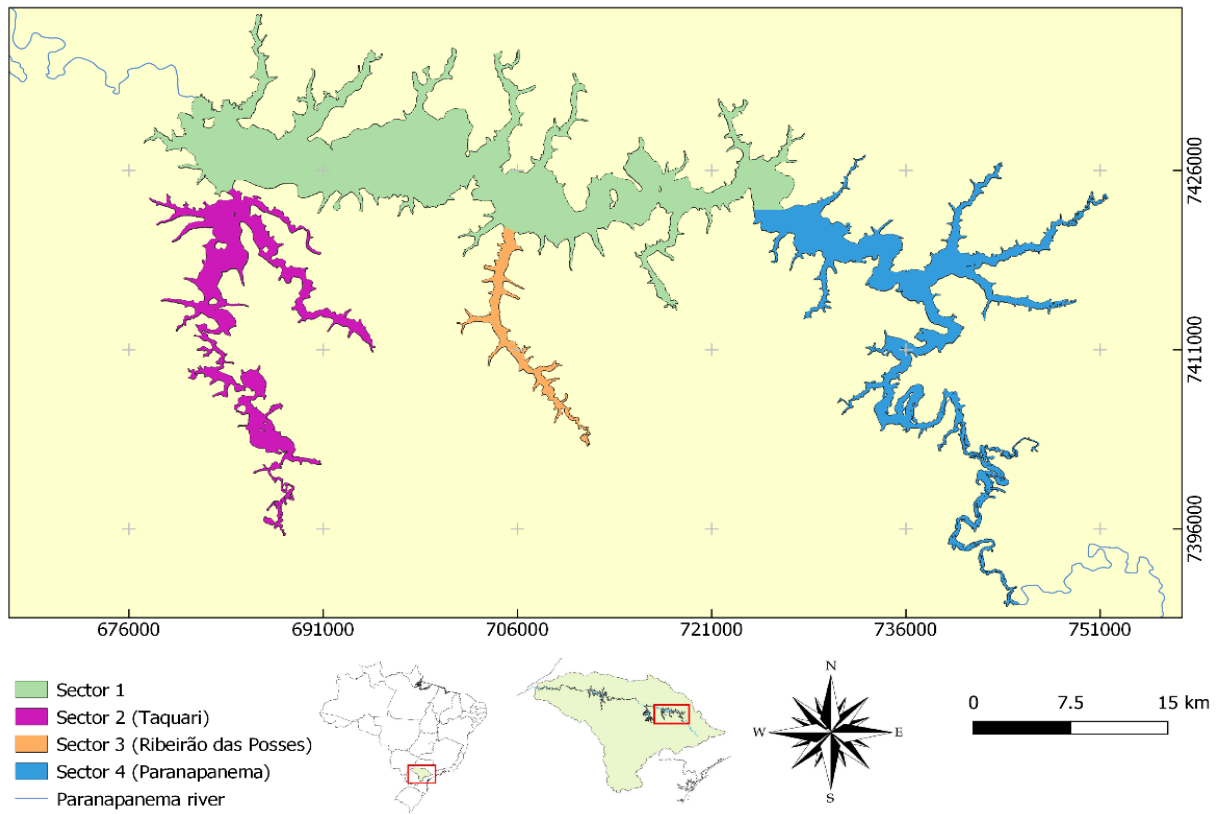 7426000
7411000
7396000
676000 691000 706000 721000 736000 751000
Sector 1
Sector 2 (Taquari)
Sector 3 (Ribeirão das Posses)
Sector 4 (Paranapanema)
Paranapanema river
N
W E
S
0 7.5 15 km